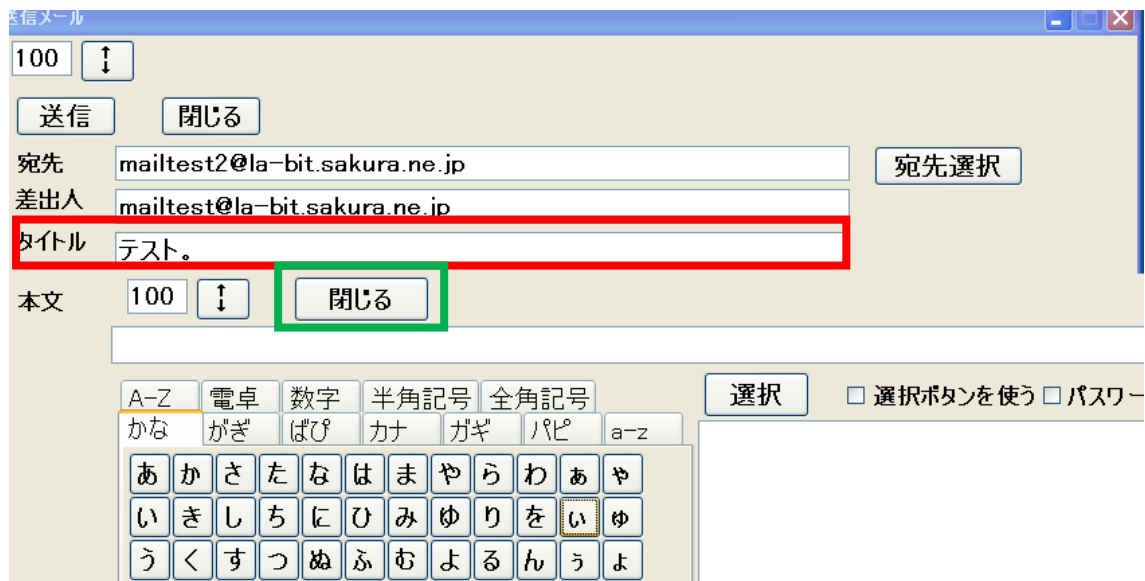 送信メール
100
送信 閉じる
宛先 mailtest2@la-bit.sakura.ne.jp 宛先選択
差出人 mailtest@la-bit.sakura.ne.jp
タイトル テスト。
本文 100 閉じる
A-Z 電卓 数字 半角記号 全角記号 選択 選択ボタンを使う パスワー
かな がぎ ばぴ カナ ガギ パピ a-z
あ か さ た な は ま や ら わ ぁ ゃ
い き し ち に ひ み ゆ り を ぃ ゅ
う く す つ ぬ ふ む よ る ん ぅ ょ